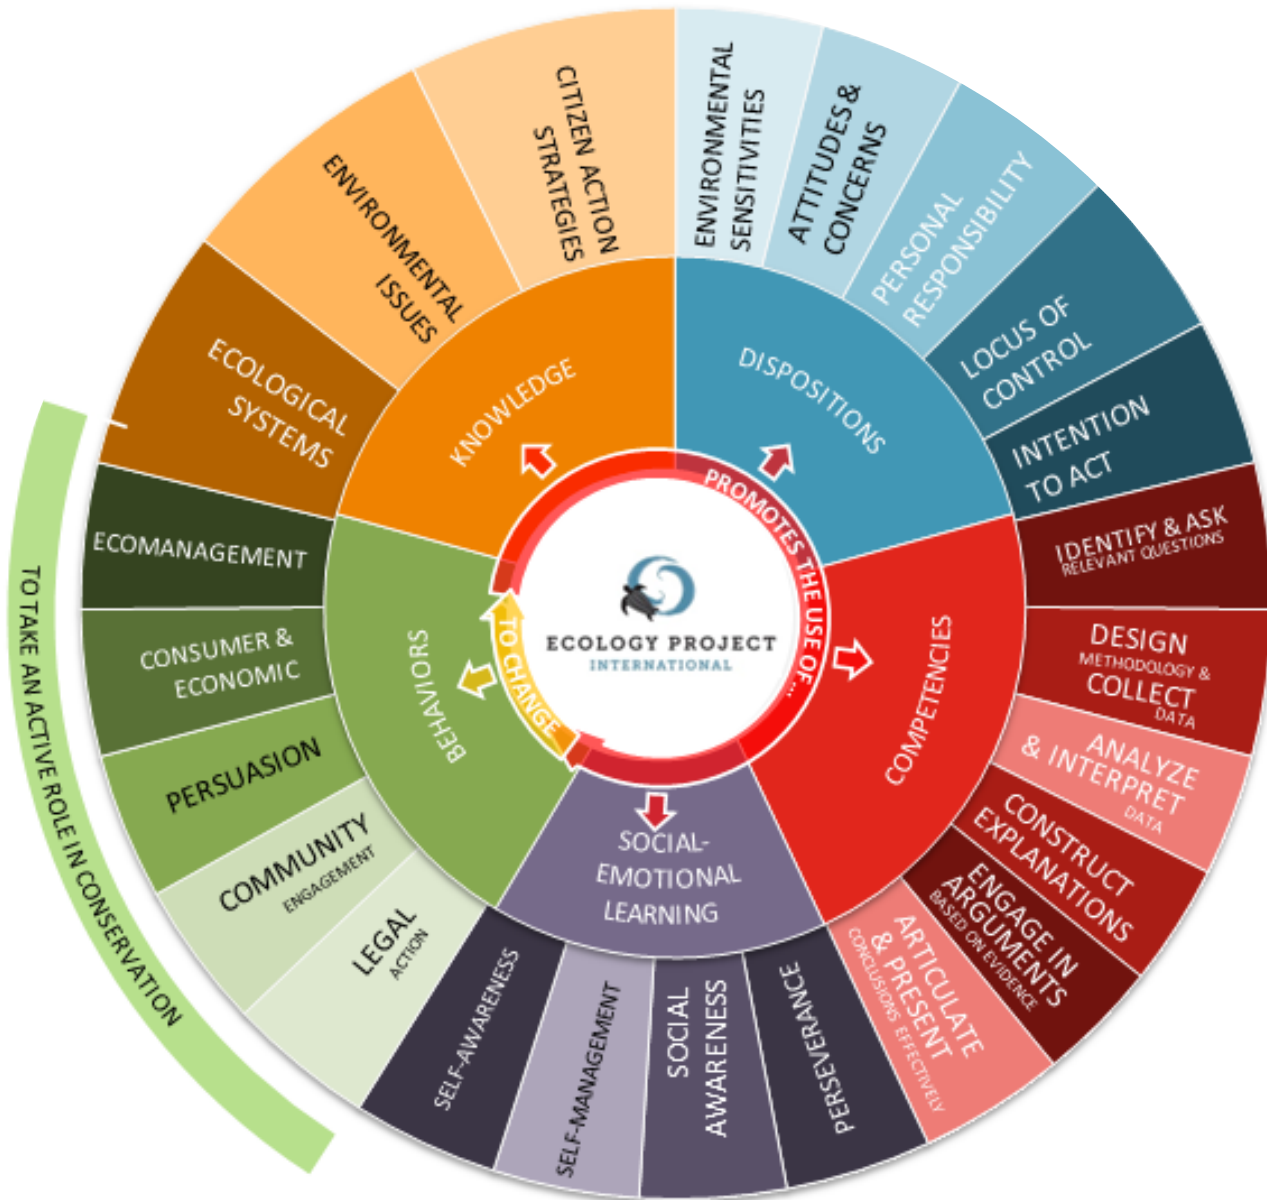 ECOLOGY PROJECT
INTERNATIONAL
PROMOTES THE USE OF...
TO CHANGE
KNOWLEDGE
DISPOSITIONS
COMPETENCIES
SOCIAL-
EMOTIONAL
LEARNING
BEHAVIORS
CITIZEN ACTION
STRATEGIES
ENVIRONMENTAL
ISSUES
ECOLOGICAL
SYSTEMS
ENVIRONMENTAL
SENSITIVITIES
ATTITUDES &
CONCERNS
PERSONAL
RESPONSIBILITY
LOCUS OF
CONTROL
INTENTION
TO ACT
IDENTIFY & ASK
RELEVANT QUESTIONS
DESIGN
METHODOLOGY &
COLLECT
DATA
ANALYZE
& INTERPRET
DATA
CONSTRUCT
EXPLANATIONS
ENGAGE IN
ARGUMENTS
BASED ON EVIDENCE
ARTICULATE
& PRESENT
CONCLUSIONS EFFECTIVELY
PERSEVERANCE
SOCIAL
AWARENESS
SELF-MANAGEMENT
SELF-AWARENESS
LEGAL
ACTION
COMMUNITY
ENGAGEMENT
PERSUASION
CONSUMER &
ECONOMIC
ECOMANAGEMENT
TO TAKE AN ACTIVE ROLE IN CONSERVATION